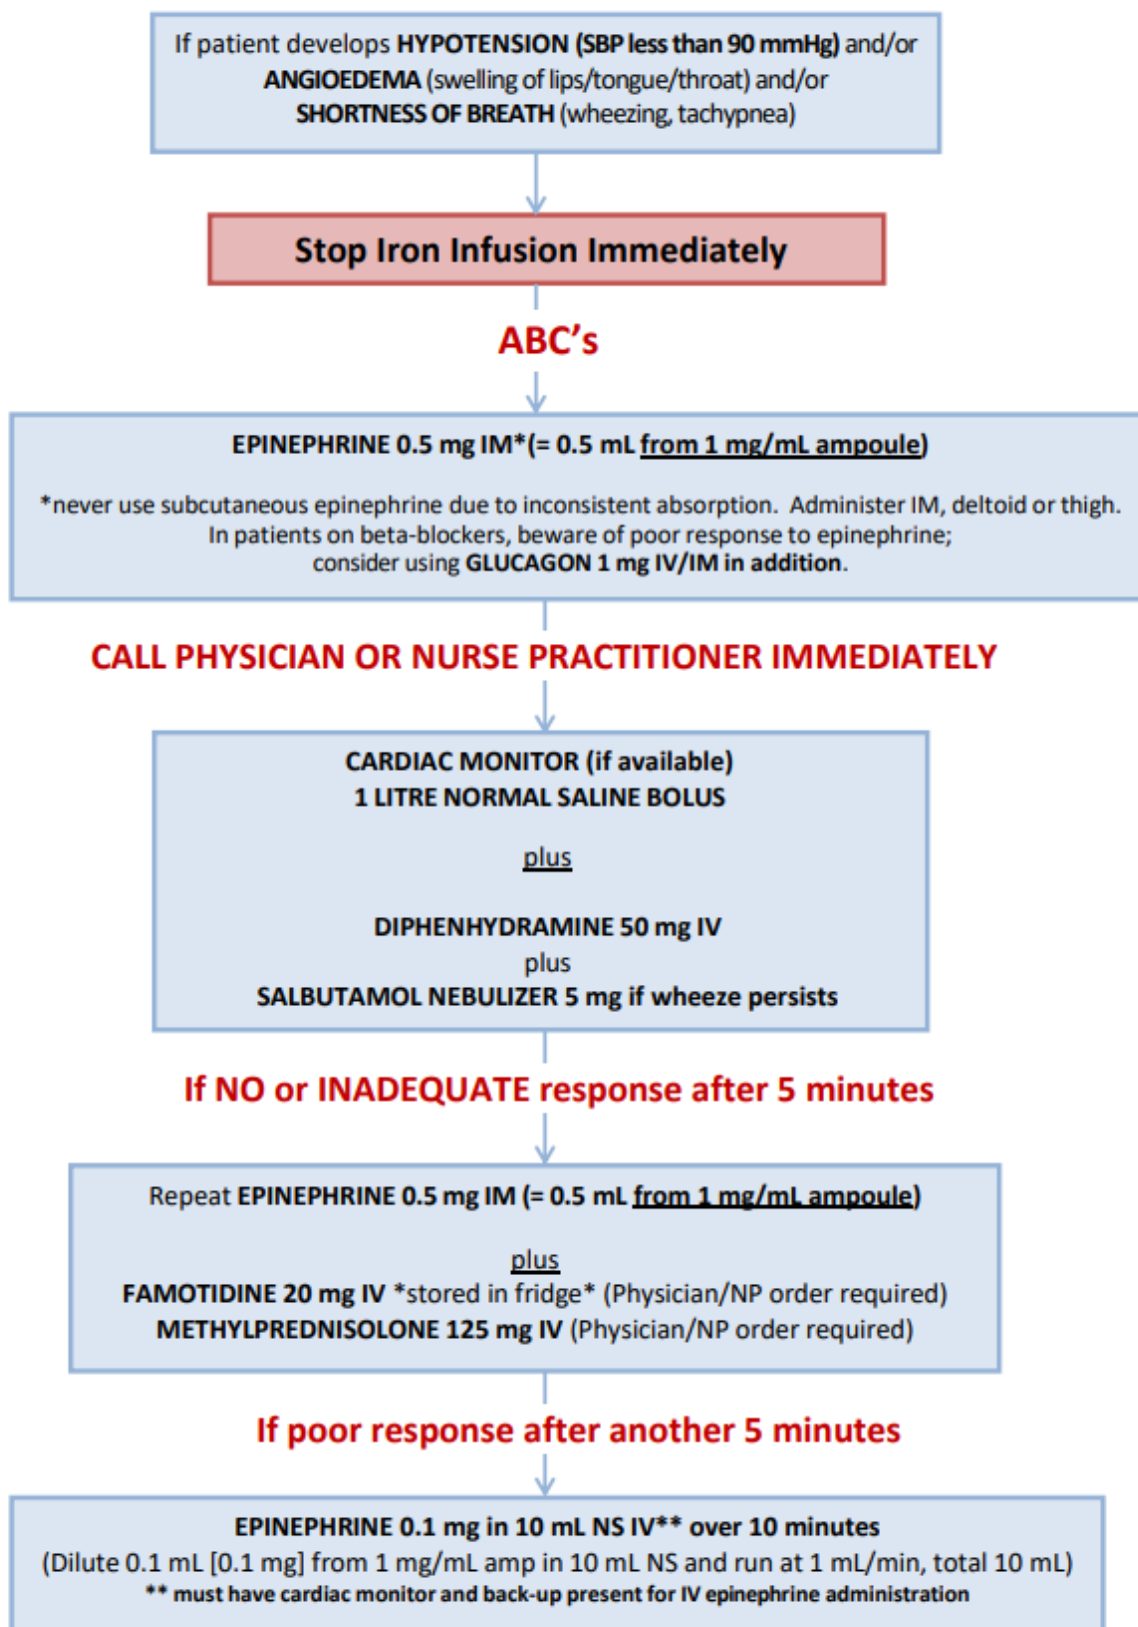 If patient develops HYPOTENSION (SBP less than 90 mmHg) and/or
ANGIOEDEMA (swelling of lips/tongue/throat) and/or
SHORTNESS OF BREATH (wheezing, tachypnea)
Stop Iron Infusion Immediately
ABC’s
EPINEPHRINE 0.5 mg IM*(= 0.5 mL from 1 mg/mL ampoule)
*never use subcutaneous epinephrine due to inconsistent absorption. Administer IM, deltoid or thigh.
In patients on beta-blockers, beware of poor response to epinephrine;
consider using GLUCAGON 1 mg IV/IM in addition.
CALL PHYSICIAN OR NURSE PRACTITIONER IMMEDIATELY
CARDIAC MONITOR (if available)
1 LITRE NORMAL SALINE BOLUS
plus
DIPHENHYDRAMINE 50 mg IV
plus
SALBUTAMOL NEBULIZER 5 mg if wheeze persists
If NO or INADEQUATE response after 5 minutes
Repeat EPINEPHRINE 0.5 mg IM (= 0.5 mL from 1 mg/mL ampoule)
plus
FAMOTIDINE 20 mg IV *stored in fridge* (Physician/NP order required)
METHYLPREDNISOLONE 125 mg IV (Physician/NP order required)
If poor response after another 5 minutes
EPINEPHRINE 0.1 mg in 10 mL NS IV** over 10 minutes
(Dilute 0.1 mL [0.1 mg] from 1 mg/mL amp in 10 mL NS and run at 1 mL/min, total 10 mL)
** must have cardiac monitor and back-up present for IV epinephrine administration